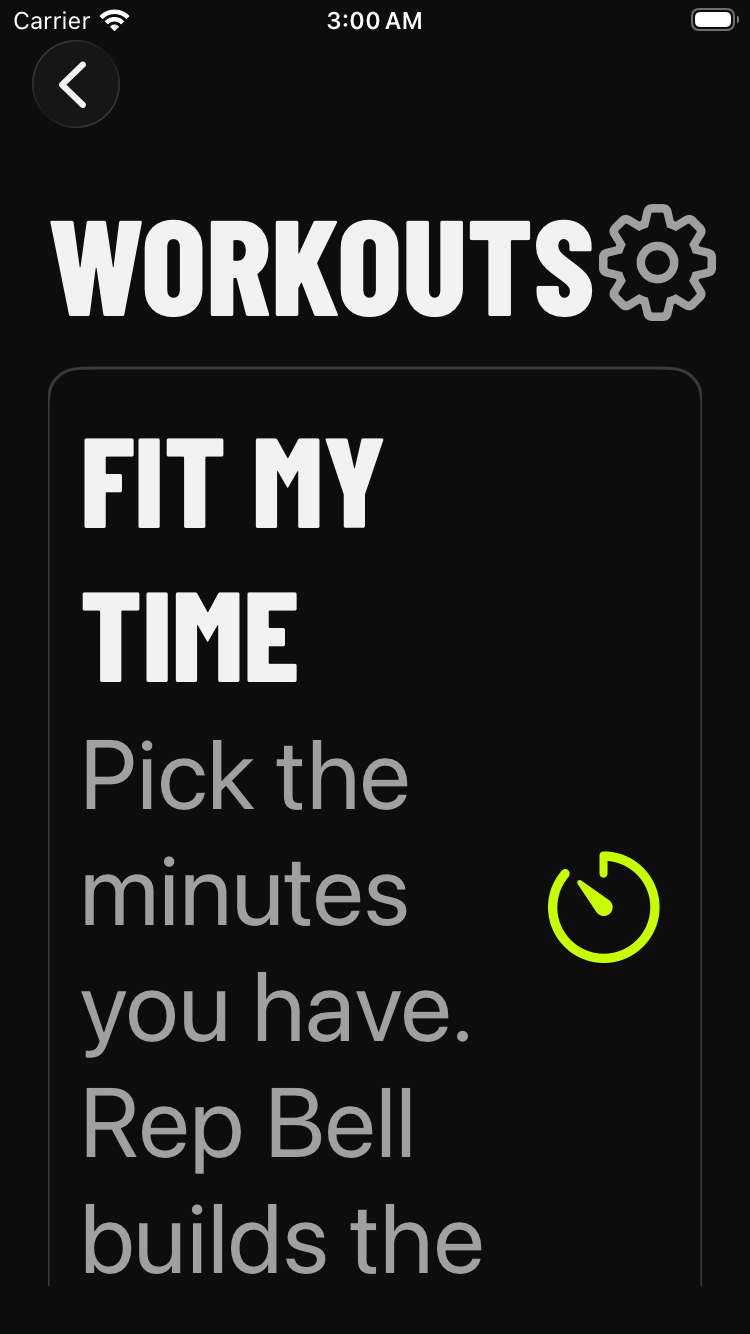 Carrier 3:00 AM
WORKOUTS
FIT MY
TIME
Pick the
minutes
you have.
Rep Bell
builds the